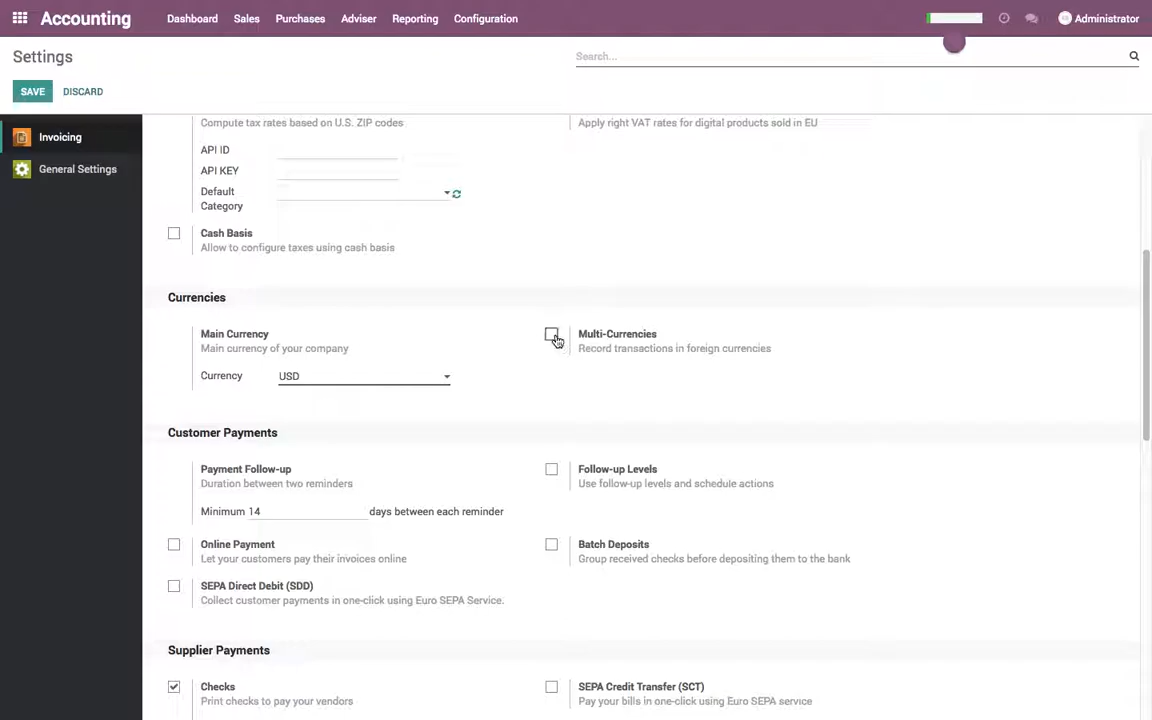 Accounting Dashboard Sales Purchases Adviser Reporting Configuration Administrator
Settings Search...
SAVE DISCARD
Invoicing
General Settings
Compute tax rates based on U.S. ZIP codes Apply right VAT rates for digital products sold in EU
API ID
API KEY
Default
Category
Cash Basis
Allow to configure taxes using cash basis
Currencies
Main Currency Multi-Currencies
Main currency of your company Record transactions in foreign currencies
Currency USD
Customer Payments
Payment Follow-up Follow-up Levels
Duration between two reminders Use follow-up levels and schedule actions
Minimum 14 days between each reminder
Online Payment Batch Deposits
Let your customers pay their invoices online Group received checks before depositing them to the bank
SEPA Direct Debit (SDD)
Collect customer payments in one-click using Euro SEPA Service.
Supplier Payments
Checks SEPA Credit Transfer (SCT)
Print checks to pay your vendors Pay your bills in one-click using Euro SEPA service